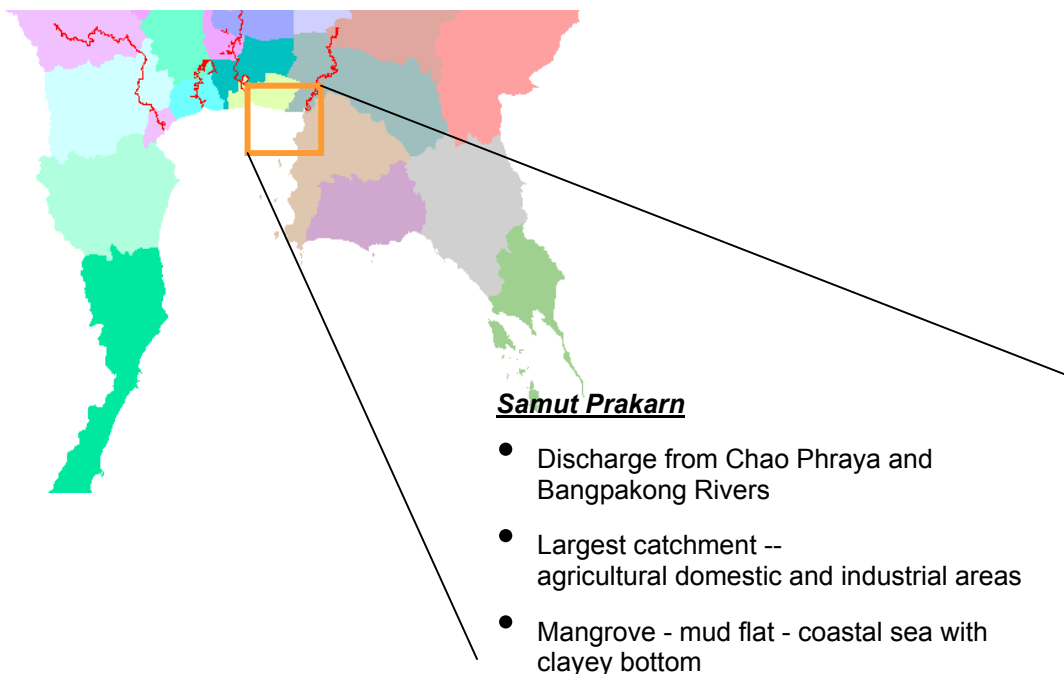 Samut Prakarn
• Discharge from Chao Phraya and
Bangpakong Rivers
• Largest catchment --
agricultural domestic and industrial areas
• Mangrove - mud flat - coastal sea with
clayey bottom